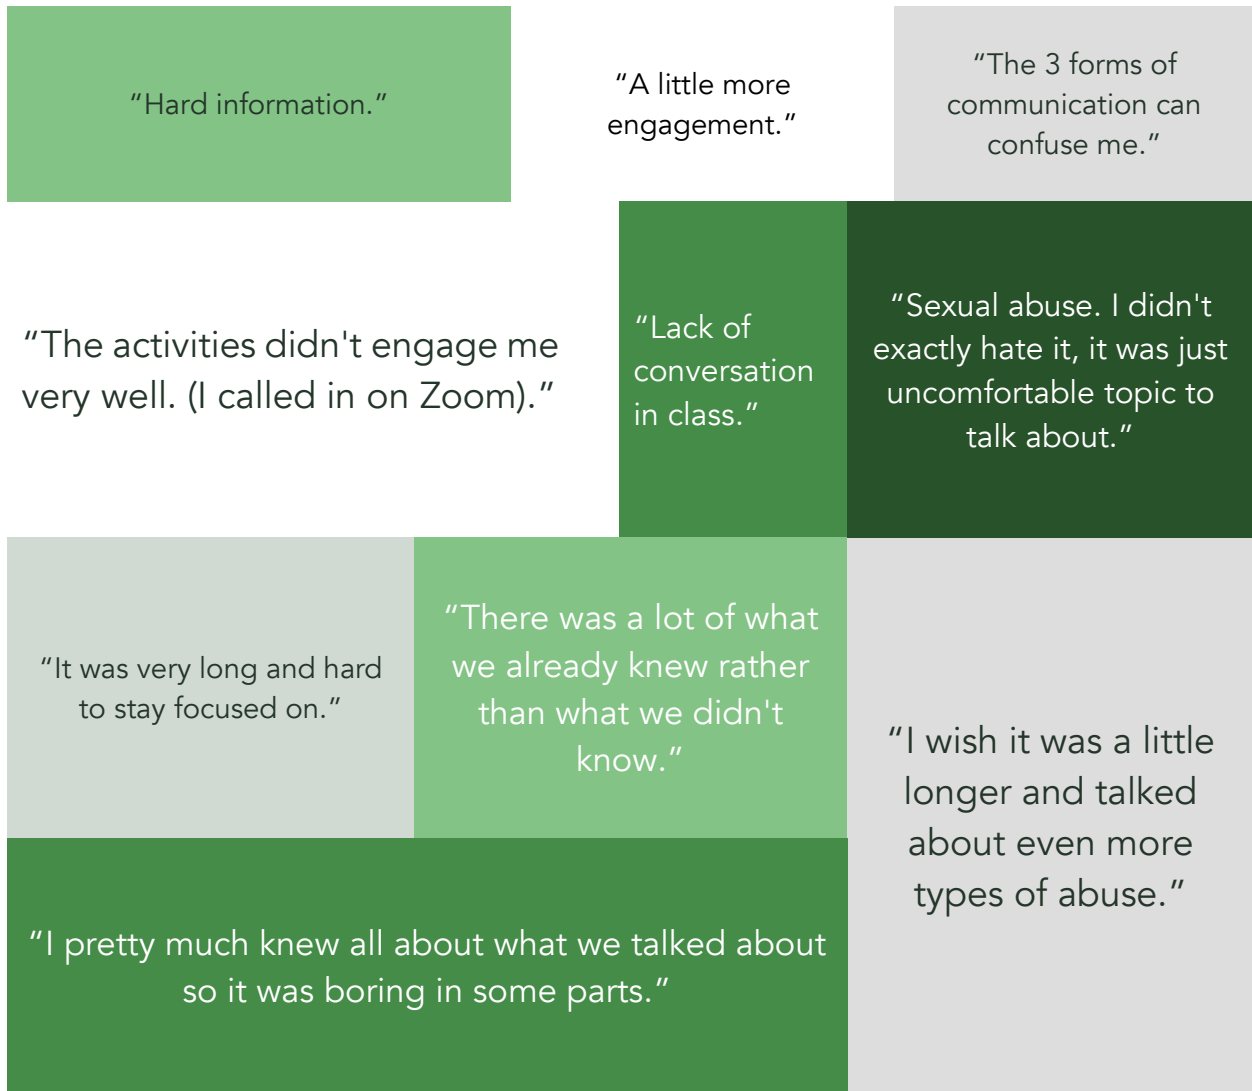 “Hard information.”
“A little more
engagement.”
“The 3 forms of
communication can
confuse me.”
“The activities didn't engage me
very well. (I called in on Zoom).”
“Lack of
conversation
in class.”
“Sexual abuse. I didn't
exactly hate it, it was just
uncomfortable topic to
talk about.”
“It was very long and hard
to stay focused on.”
“There was a lot of what
we already knew rather
than what we didn't
know.”
“I wish it was a little
longer and talked
about even more
types of abuse.”
“I pretty much knew all about what we talked about
so it was boring in some parts.”